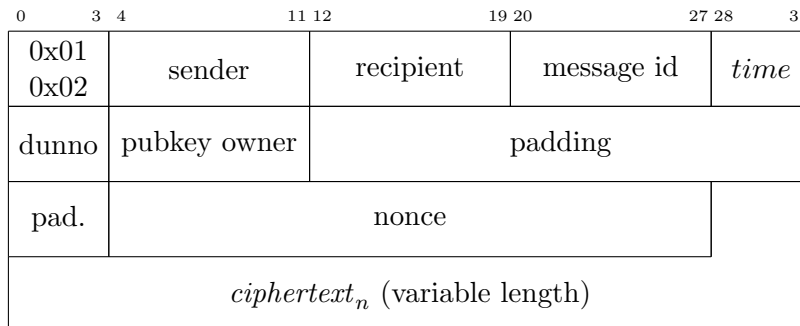 0 3 4 11 12 19 20 27 28 3
0x01 sender recipient message id time
0x02
dunno pubkey owner padding
pad. nonce
ciphertext_n (variable length)